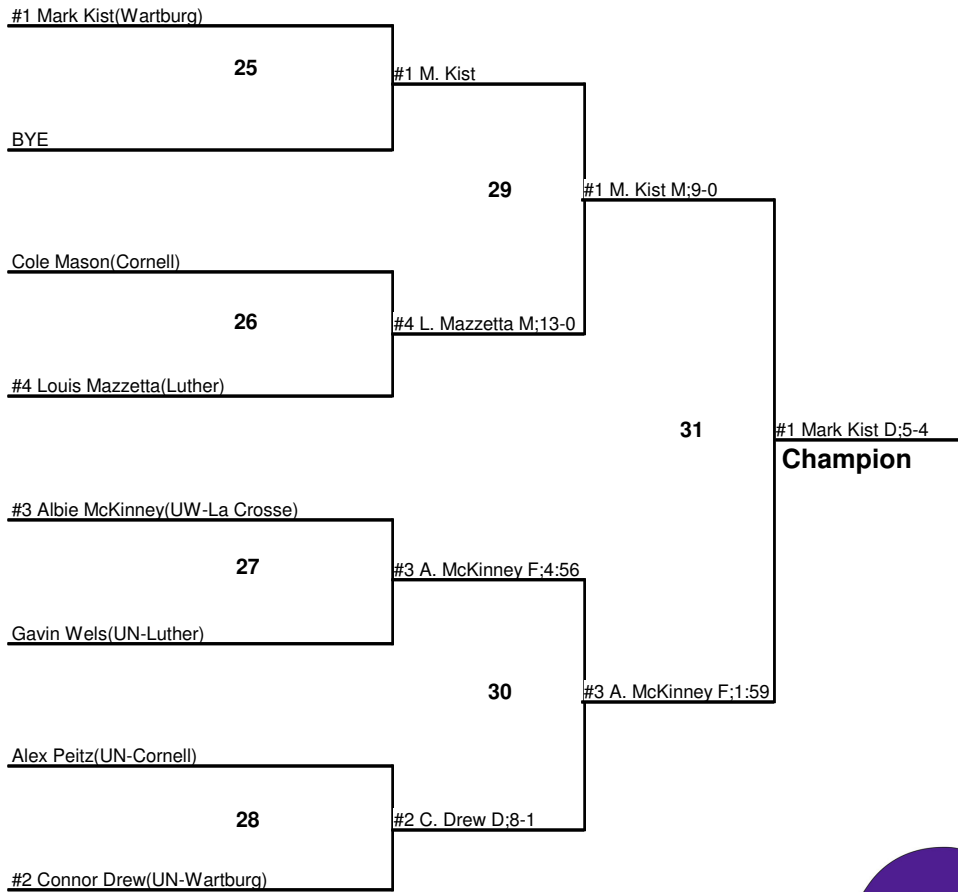 #1 Mark Kist(Wartburg)
25
#1 M. Kist
BYE
29
#1 M. Kist M;9-0
Cole Mason(Cornell)
26
#4 L. Mazzetta M;13-0
#4 Louis Mazzetta(Luther)
31
#1 Mark Kist D;5-4
Champion
#3 Albie McKinney(UW-La Crosse)
27
#3 A. McKinney F;4:56
Gavin Wels(UN-Luther)
30
#3 A. McKinney F;1:59
Alex Peitz(UN-Cornell)
28
#2 C. Drew D;8-1
#2 Connor Drew(UN-Wartburg)